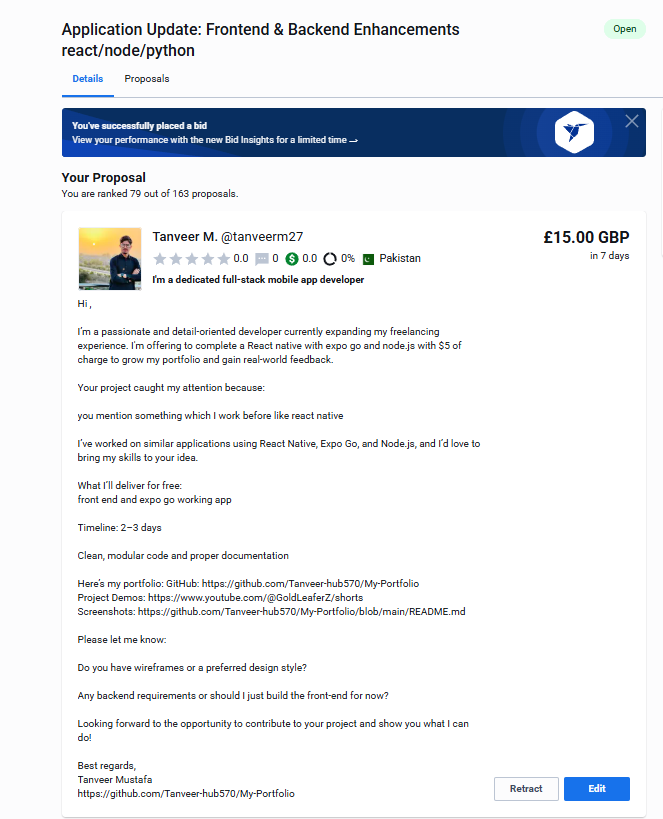 Application Update: Frontend & Backend Enhancements
react/node/python
Open
Details
Proposals
You've successfully placed a bid
View your performance with the new Bid Insights for a limited time →
Your Proposal
You are ranked 79 out of 163 proposals.
Tanveer M. @tanveerm27
£15.00 GBP
0.0 0 $ 0.0 0% Pakistan
in 7 days
I'm a dedicated full-stack mobile app developer
Hi ,
I'm a passionate and detail-oriented developer currently expanding my freelancing
experience. I'm offering to complete a React native with expo go and node.js with $5 of
charge to grow my portfolio and gain real-world feedback.
Your project caught my attention because:
you mention something which I work before like react native
I've worked on similar applications using React Native, Expo Go, and Node.js, and I'd love to
bring my skills to your idea.
What I'll deliver for free:
front end and expo go working app
Timeline: 2–3 days
Clean, modular code and proper documentation
Here's my portfolio: GitHub: https://github.com/Tanveer-hub570/My-Portfolio
Project Demos: https://www.youtube.com/@GoldLeaferZ/shorts
Screenshots: https://github.com/Tanveer-hub570/My-Portfolio/blob/main/README.md
Please let me know:
Do you have wireframes or a preferred design style?
Any backend requirements or should I just build the front-end for now?
Looking forward to the opportunity to contribute to your project and show you what I can
do!
Best regards,
Tanveer Mustafa
https://github.com/Tanveer-hub570/My-Portfolio
Retract
Edit